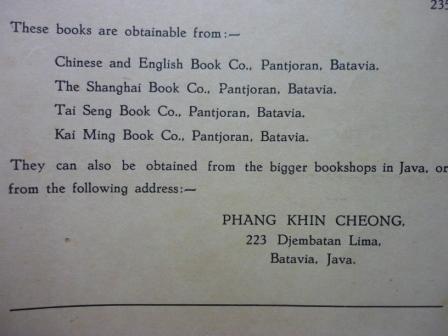 235
These books are obtainable from:—
Chinese and English Book Co., Pantjoran, Batavia.
The Shanghai Book Co., Pantjoran, Batavia.
Tai Seng Book Co., Pantjoran, Batavia.
Kai Ming Book Co., Pantjoran, Batavia.
They can also be obtained from the bigger bookshops in Java, or
from the following address:—
PHANG KHIN CHEONG,
223 Djembatan Lima,
Batavia, Java.